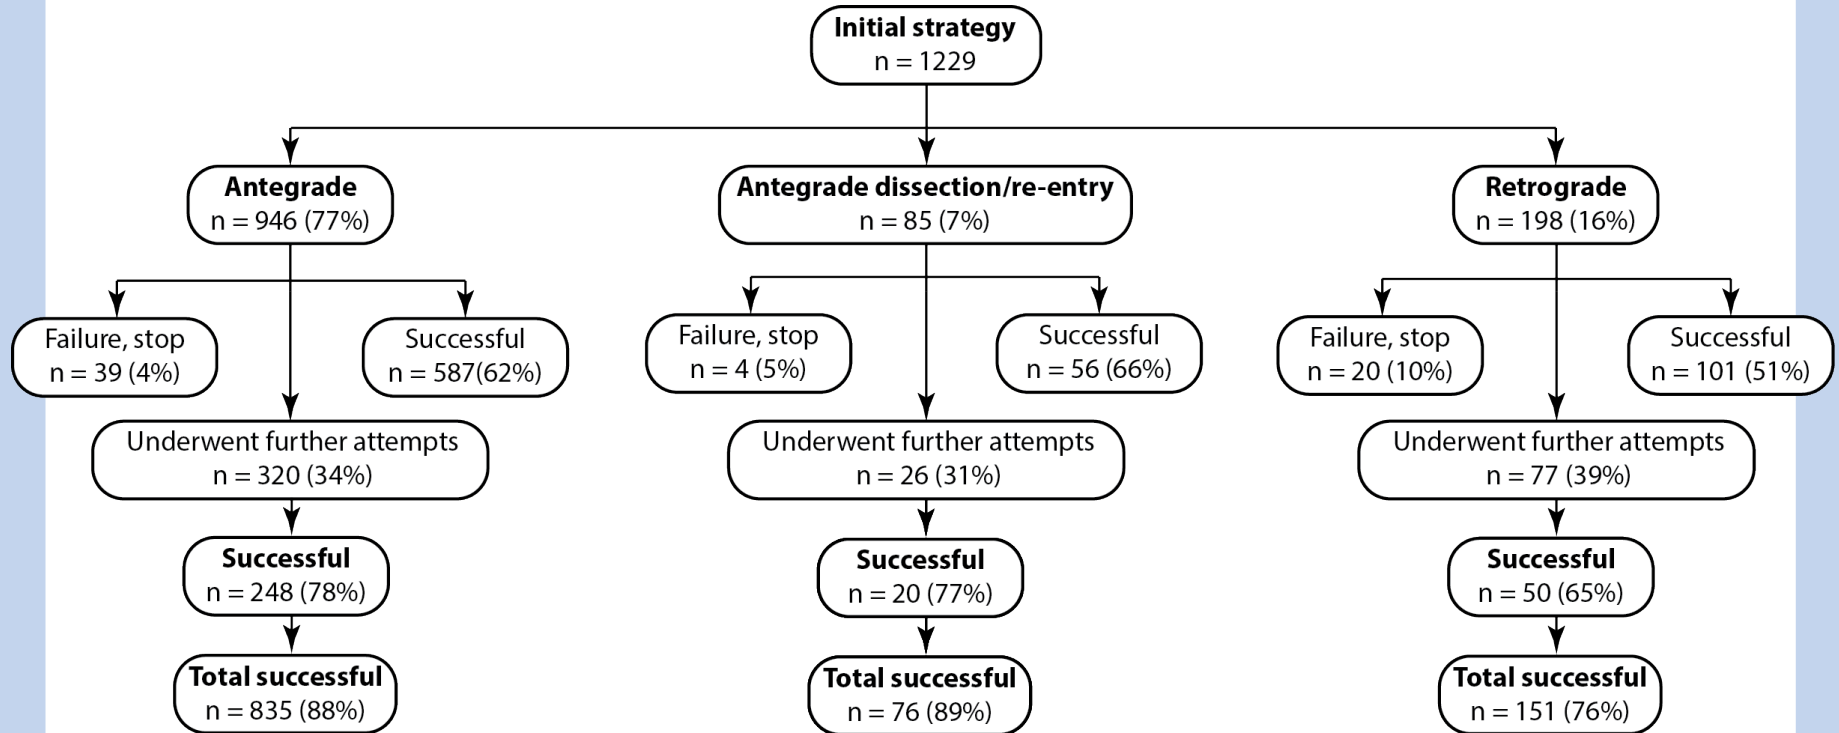 Initial strategy
n = 1229
Antegrade
n = 946 (77%)
Antegrade dissection/re-entry
n = 85 (7%)
Retrograde
n = 198 (16%)
Failure, stop
n = 39 (4%)
Successful
n = 587(62%)
Failure, stop
n = 4 (5%)
Successful
n = 56 (66%)
Failure, stop
n = 20 (10%)
Successful
n = 101 (51%)
Underwent further attempts
n = 320 (34%)
Underwent further attempts
n = 26 (31%)
Underwent further attempts
n = 77 (39%)
Successful
n = 248 (78%)
Successful
n = 20 (77%)
Successful
n = 50 (65%)
Total successful
n = 835 (88%)
Total successful
n = 76 (89%)
Total successful
n = 151 (76%)